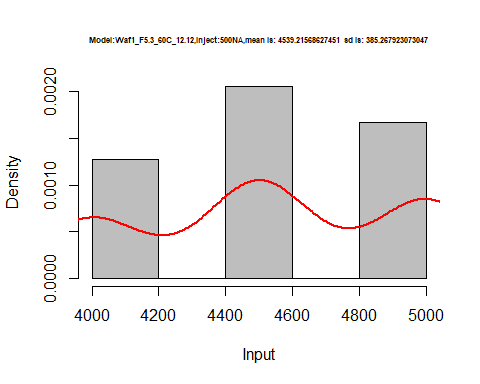 Model:Waf1_F5.3_60C_12.12,Inject:500NA,mean is: 4539.21568627451 sd is: 385.267923073047
Density
0.0020
0.0010
0.0000
4000 4200 4400 4600 4800 5000
Input